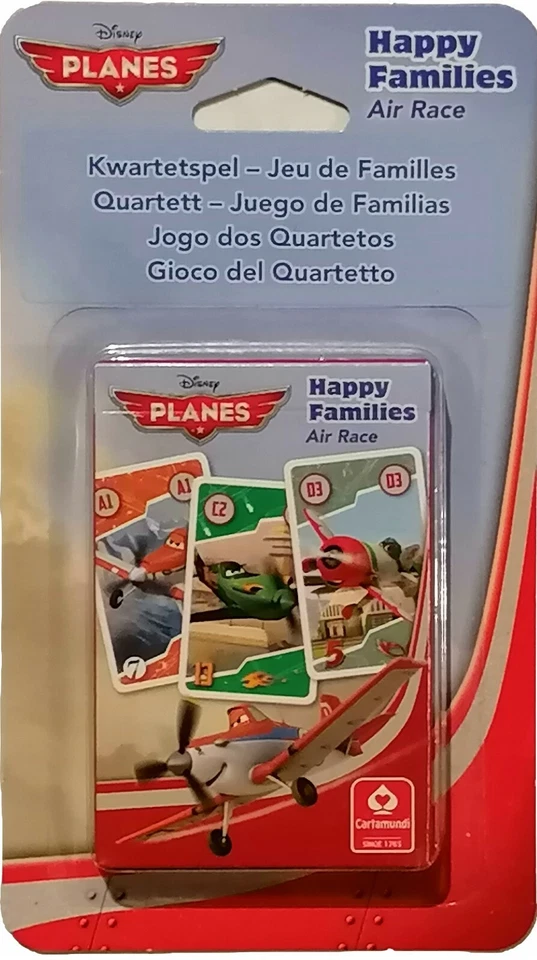 Disney
PLANES
Happy
Families
Air Race
Kwartetspel – Jeu de Familles
Quartett – Juego de Familias
Jogo dos Quartetos
Gioco del Quartetto
Disney
PLANES
Happy
Families
Air Race
A1 A1
C2
D3 D3
7
13
5
Cartamundi
SINCE 1765